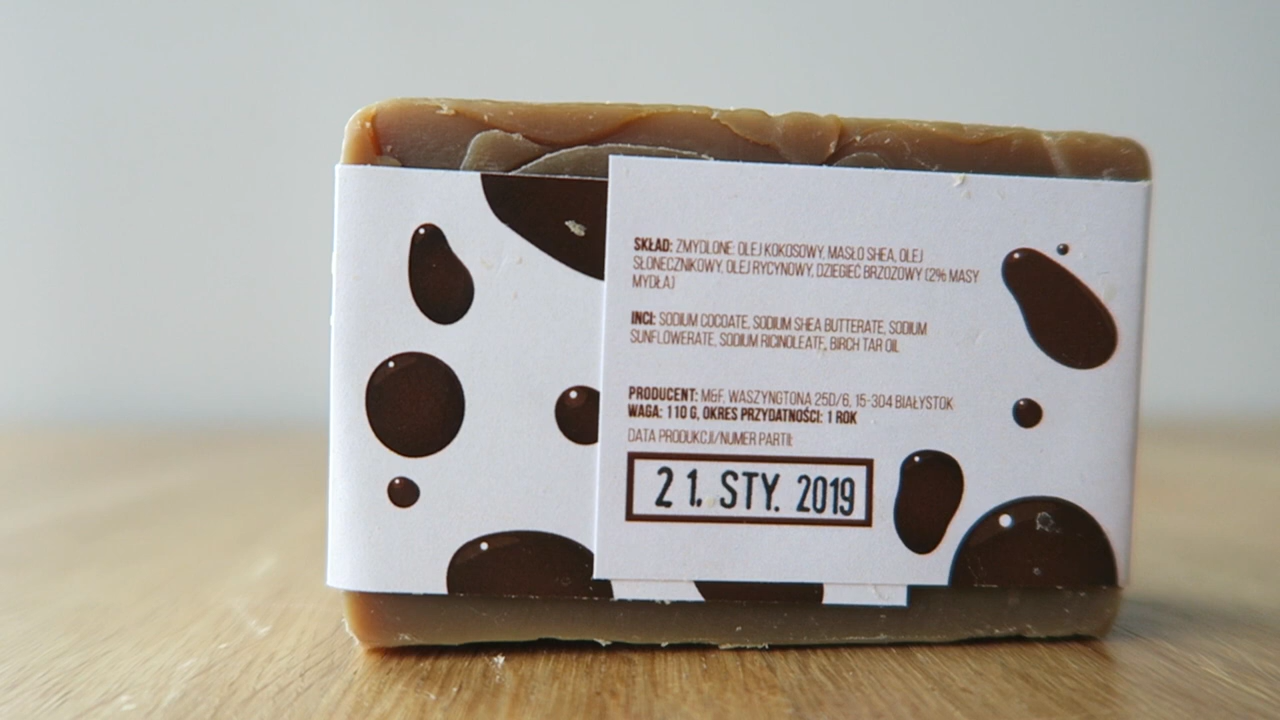 SKŁAD: ZMYDLONE: OLEJ KOKOSOWY, MASŁO SHEA, OLEJ
SŁONECZNIKOWY, OLEJ RYCYNOWY, DZIEGIEĆ BRZOZOWY (2% MASY
MYDŁA)
INCI: SODIUM COCOATE, SODIUM SHEA BUTTERATE, SODIUM
SUNFLOWERATE, SODIUM RICINOLEATE, BIRCH TAR OIL
PRODUCENT: M&F, WASZYNGTONA 25D/6, 15-304 BIAŁYSTOK
WAGA: 110 G, OKRES PRZYDATNOŚCI: 1 ROK
DATA PRODUKCJI/NUMER PARTII:
21. STY. 2019